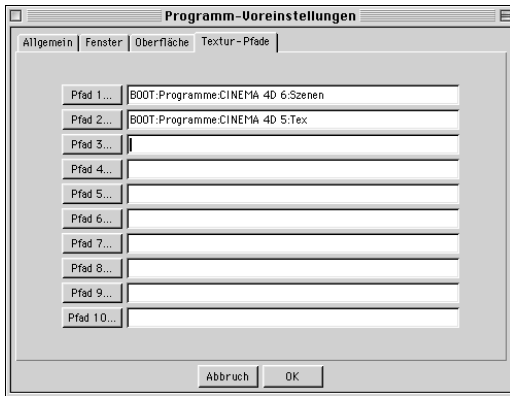 Programm-Voreinstellungen
Allgemein Fenster Oberfläche Textur-Pfade
Pfad 1... BOOT:Programme:CINEMA 4D 6:Szenen
Pfad 2... BOOT:Programme:CINEMA 4D 5:Tex
Pfad 3...
Pfad 4...
Pfad 5...
Pfad 6...
Pfad 7...
Pfad 8...
Pfad 9...
Pfad 10...
Abbruch OK